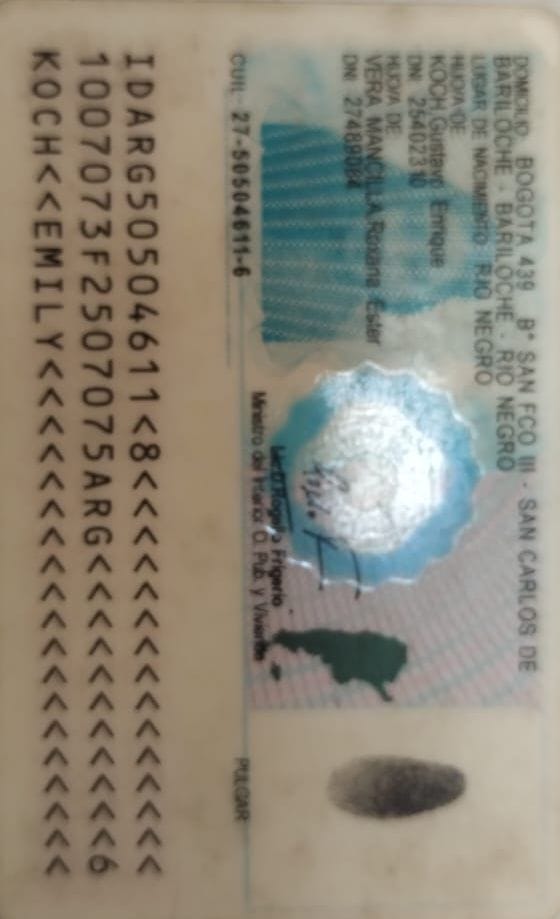 DOMICILIO: BOGOTA 439 B° SAN FCO III - SAN CARLOS DE
BARILOCHE - BARILOCHE - RIO NEGRO
LUGAR DE NACIMIENTO: RIO NEGRO
HIJO/A DE
KOCH Gustavo Enrique
DNI: 25402310
HIJO/A DE
VERA MANCILLA Roxana Ester
DNI: 27489084
Rogelio Frigerio
Ministro del Interior O. Pub. y Vivienda
CUIL: 27-50504611-6
PULGAR
IDARG50504611<8<<<<<<<<<<<<<<<
1007073F2507075ARG<<<<<<<<<<<6
KOCH<<EMILY<<<<<<<<<<<<<<<<<<<